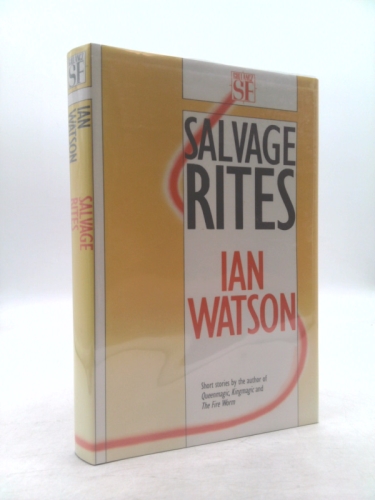 SF
IAN
WATSON
SALVAGE
RITES
SF
SALVAGE
RITES
IAN
WATSON
Short stories by the author of
Queenmagic, Kingmagic and
The Fire Worm